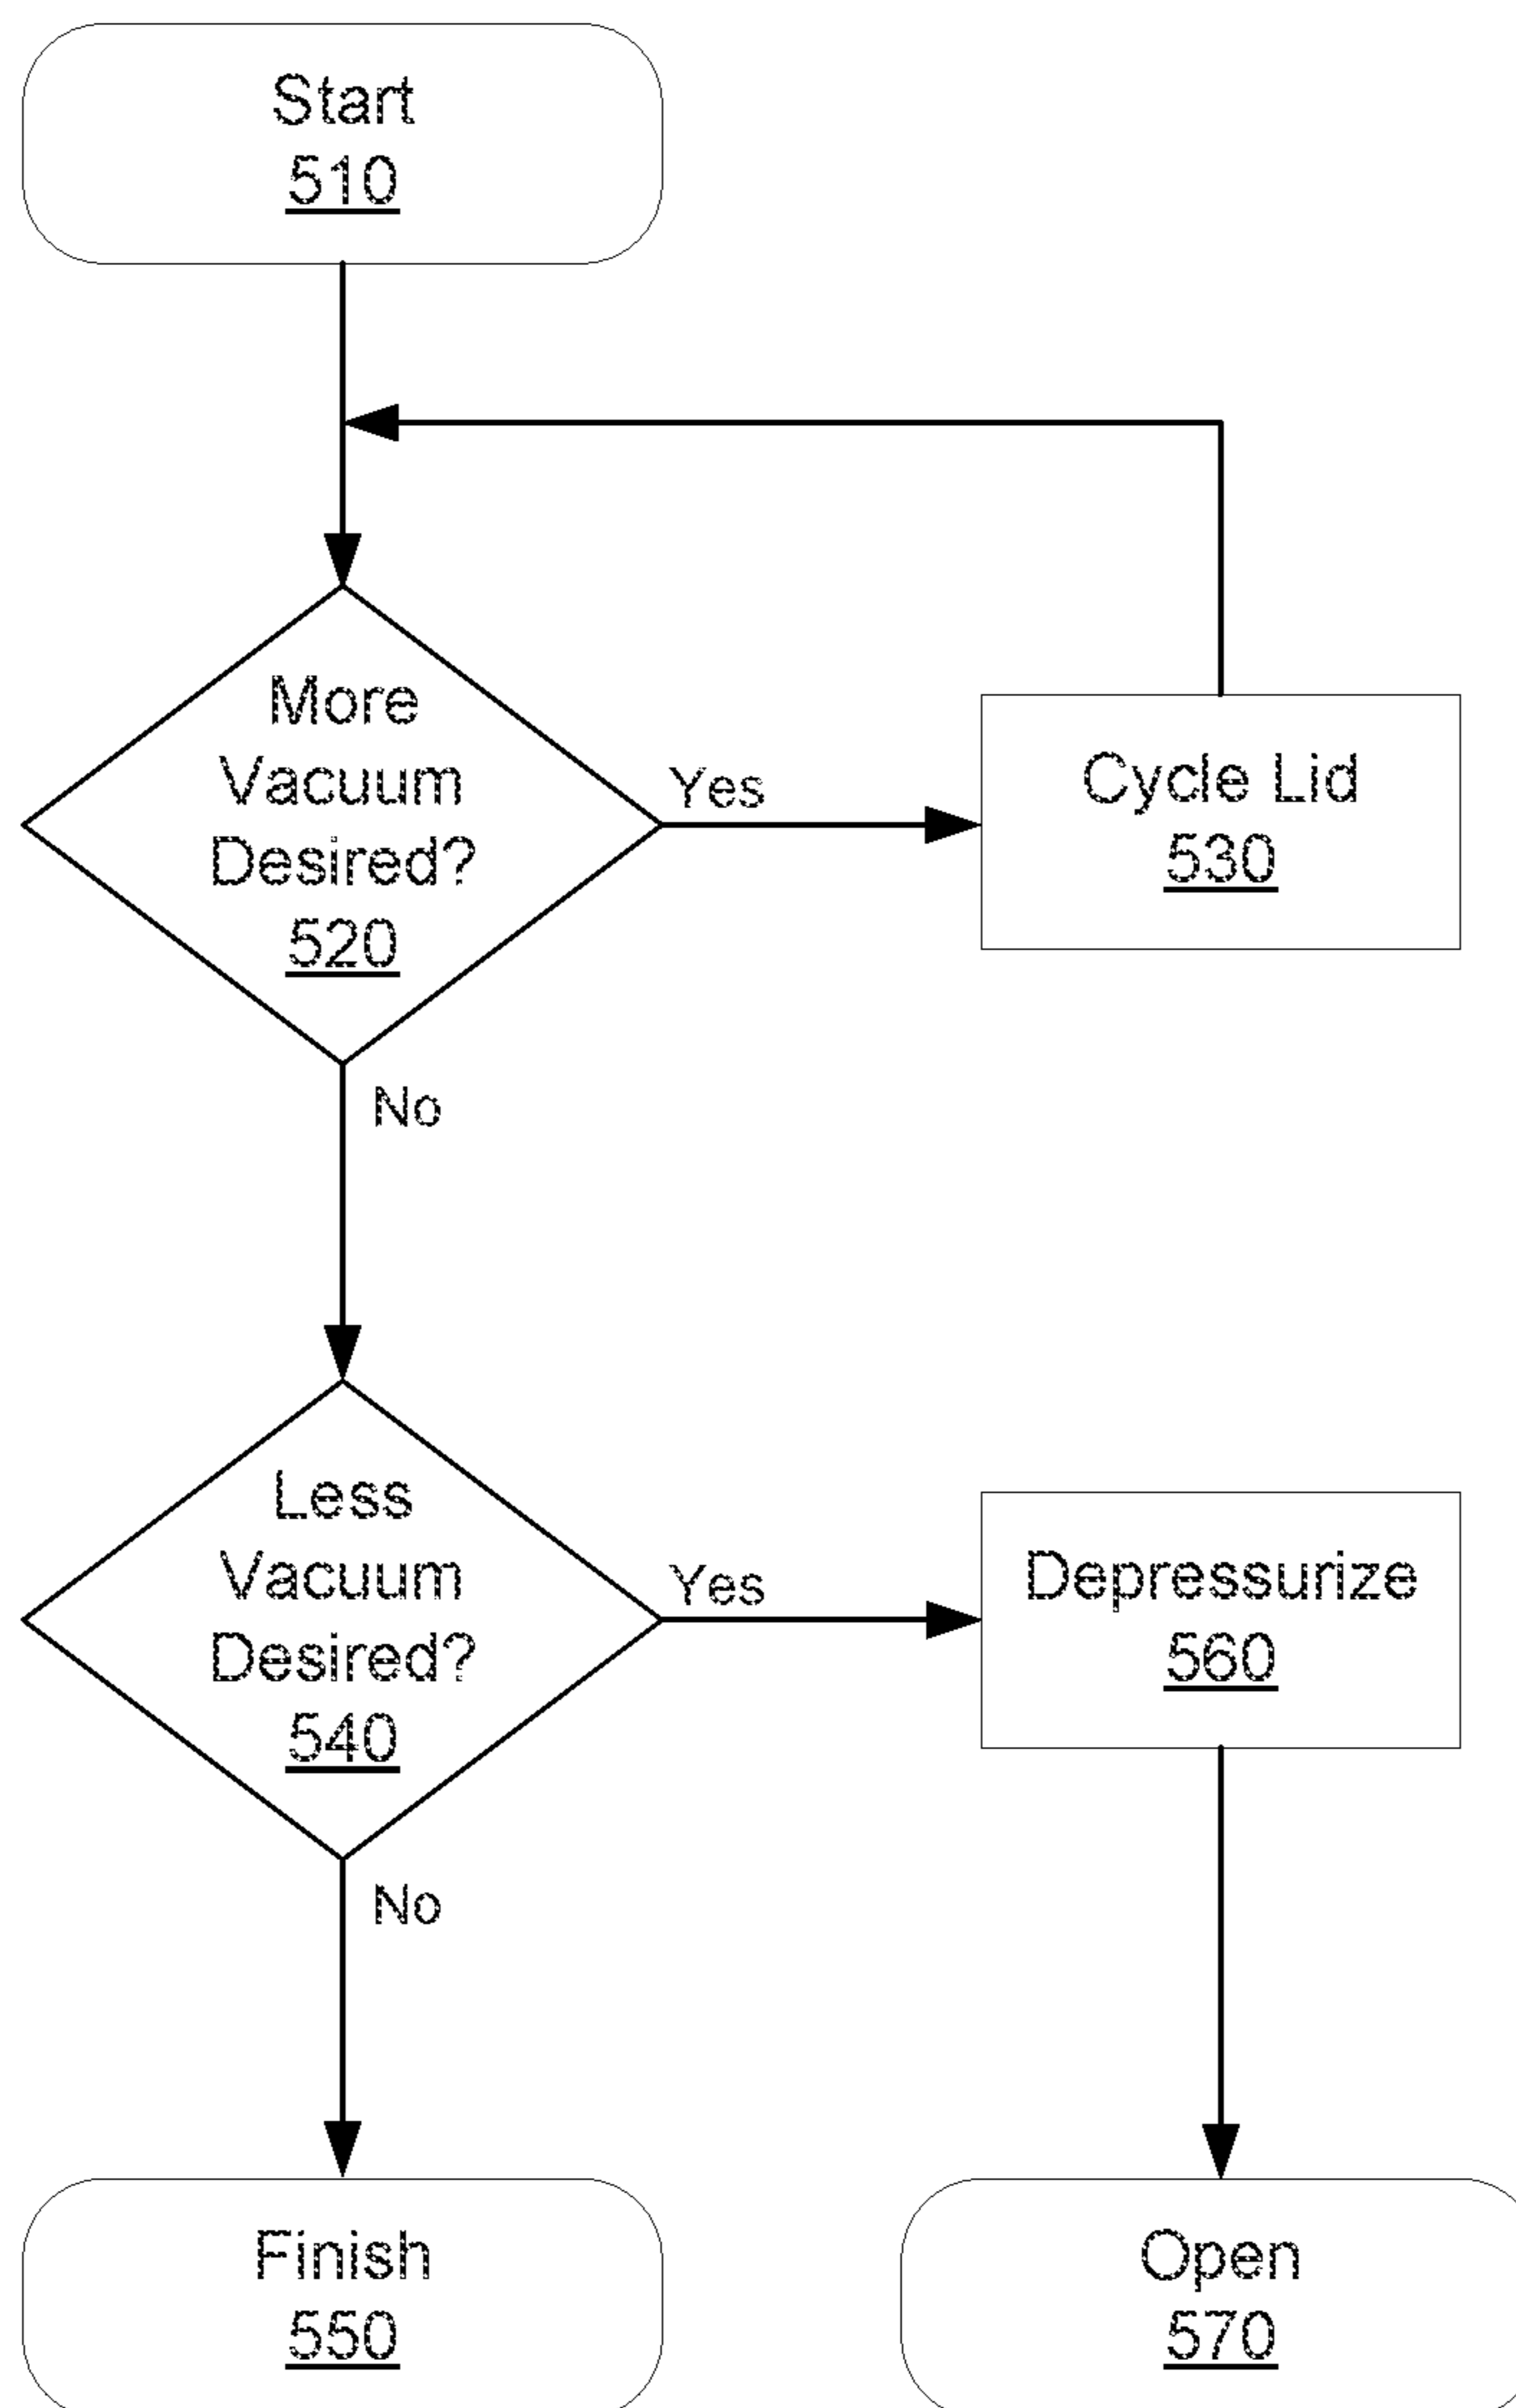 Start
510
More
Vacuum
Desired?
520
Yes
Cycle Lid
530
No
Less
Vacuum
Desired?
540
Yes
Depressurize
560
No
Finish
550
Open
570